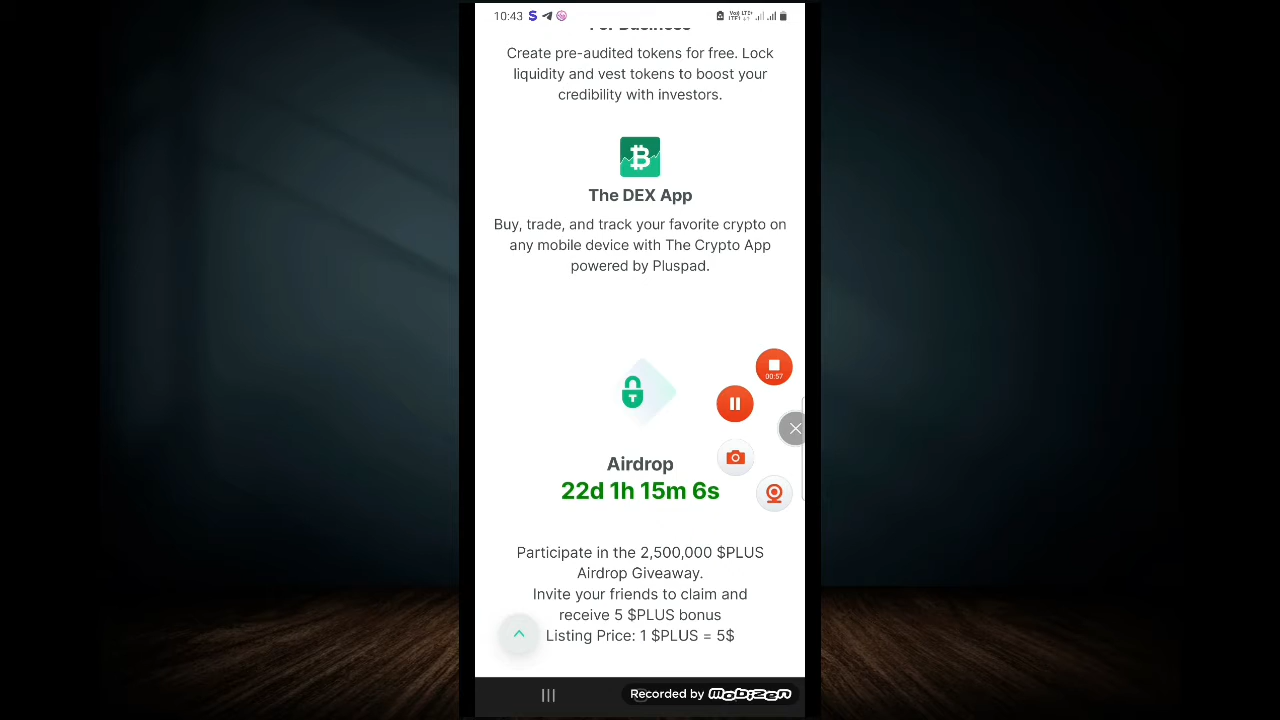 10:43
Create pre-audited tokens for free. Lock
liquidity and vest tokens to boost your
credibility with investors.
The DEX App
Buy, trade, and track your favorite crypto on
any mobile device with The Crypto App
powered by Pluspad.
00:57
Airdrop
22d 1h 15m 6s
Participate in the 2,500,000 $PLUS
Airdrop Giveaway.
Invite your friends to claim and
receive 5 $PLUS bonus
Listing Price: 1 $PLUS = 5$
Recorded by mobizen